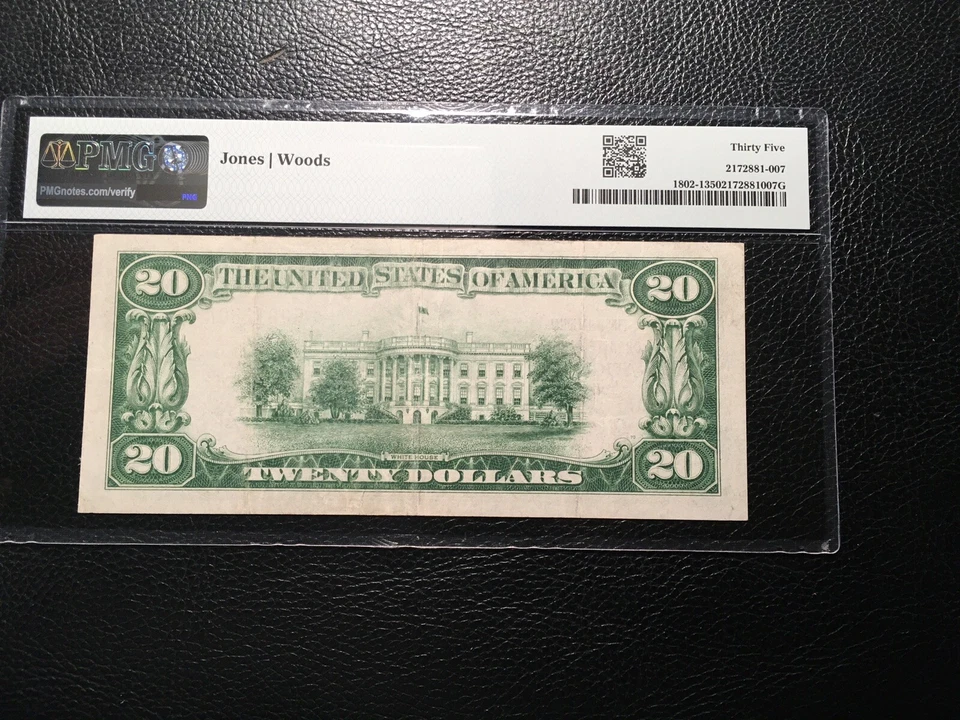 PMG
PMGnotes.com/verify
PMG
Jones | Woods
Thirty Five
2172881-007
1802-13502172881007G
20 THE UNITED STATES OF AMERICA 20
WHITE HOUSE
20 TWENTY DOLLARS 20